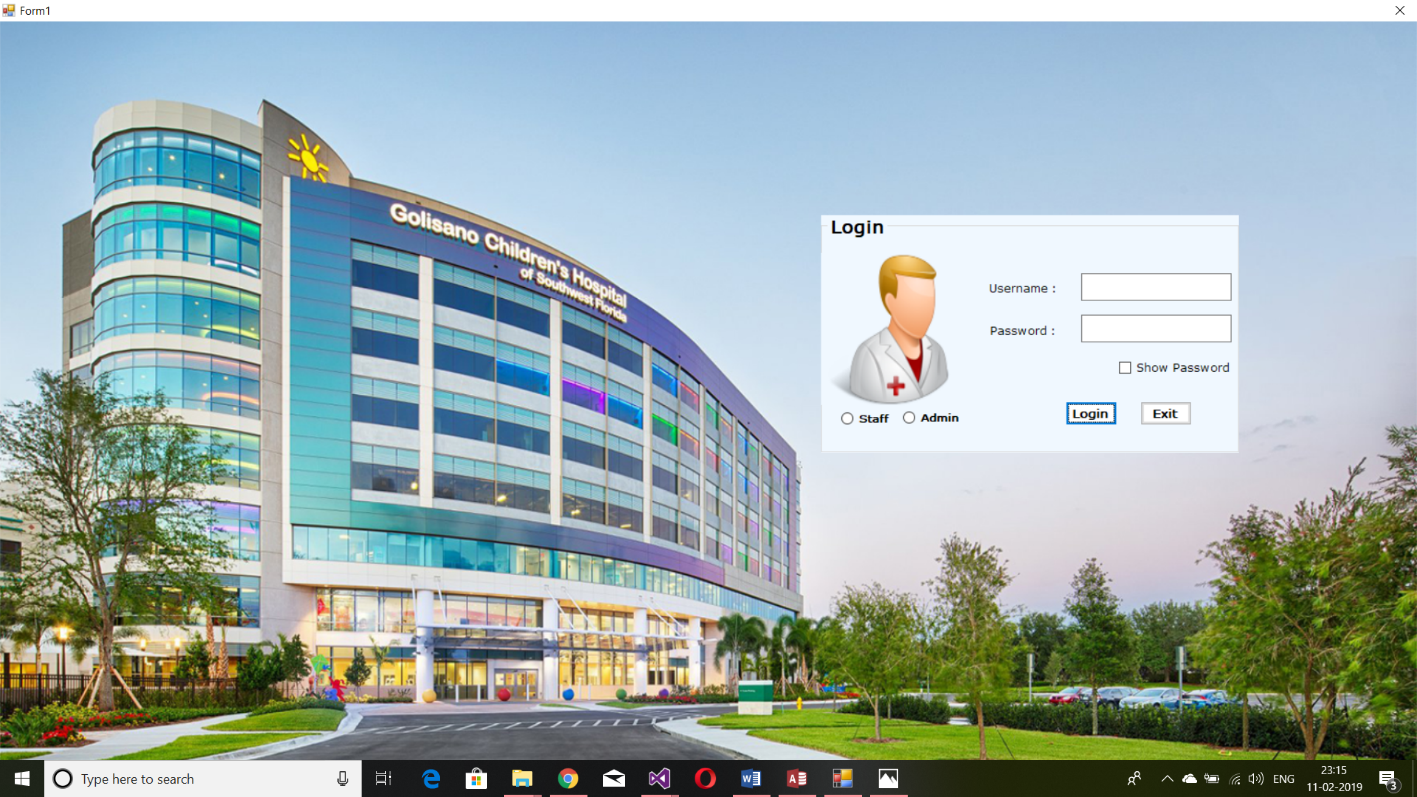 Form1
Golisano Children's Hospital
of Southwest Florida
Login
Username :
Password :
Show Password
Staff
Admin
Login
Exit
Type here to search
ENG
23:15
11-02-2019
3